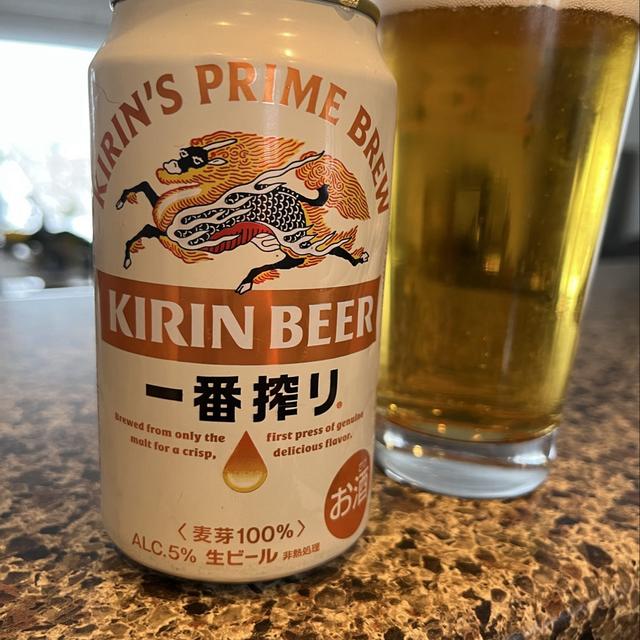 KIRIN'S PRIME BREW
KIRIN BEER
一番搾り
Brewed from only the first press of genuine
malt for a crisp, delicious flavor.
お酒
〈麦芽100%〉
ALC.5% 生ビール 非熱処理